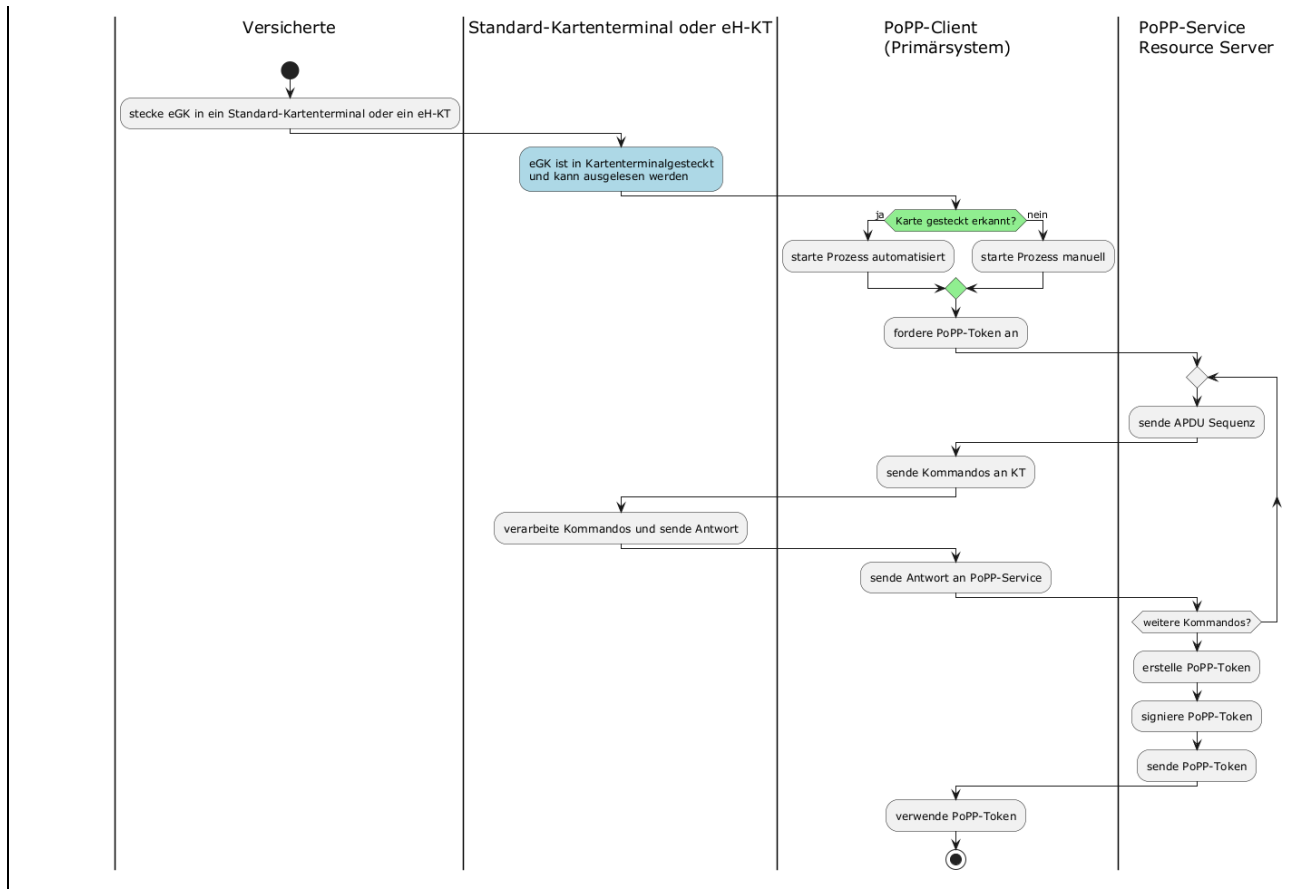 Versicherte
Standard-Kartenterminal oder eH-KT
PoPP-Client
(Primärsystem)
PoPP-Service
Resource Server
stecke eGK in ein Standard-Kartenterminal oder ein eH-KT
eGK ist in Kartenterminalgesteckt
und kann ausgelesen werden
ja
Karte gesteckt erkannt?
nein
starte Prozess automatisiert
starte Prozess manuell
fordere PoPP-Token an
sende APDU Sequenz
sende Kommandos an KT
verarbeite Kommandos und sende Antwort
sende Antwort an PoPP-Service
weitere Kommandos?
erstelle PoPP-Token
signiere PoPP-Token
sende PoPP-Token
verwende PoPP-Token